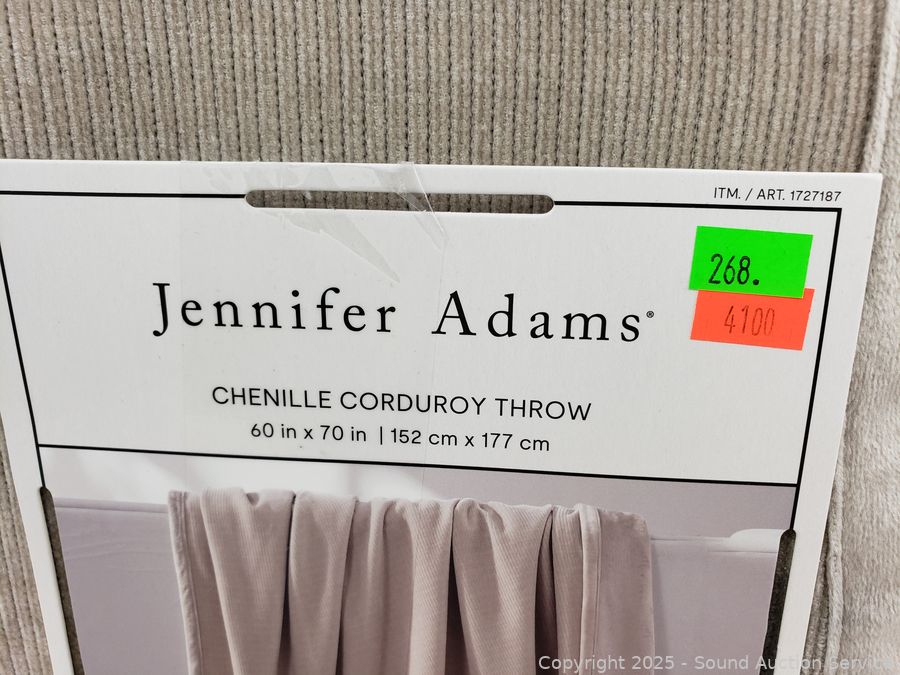 ITM. / ART. 1727187
268.
4100
Jennifer Adams®
CHENILLE CORDUROY THROW
60 in x 70 in | 152 cm x 177 cm
Copyright 2025 - Sound Auction Service